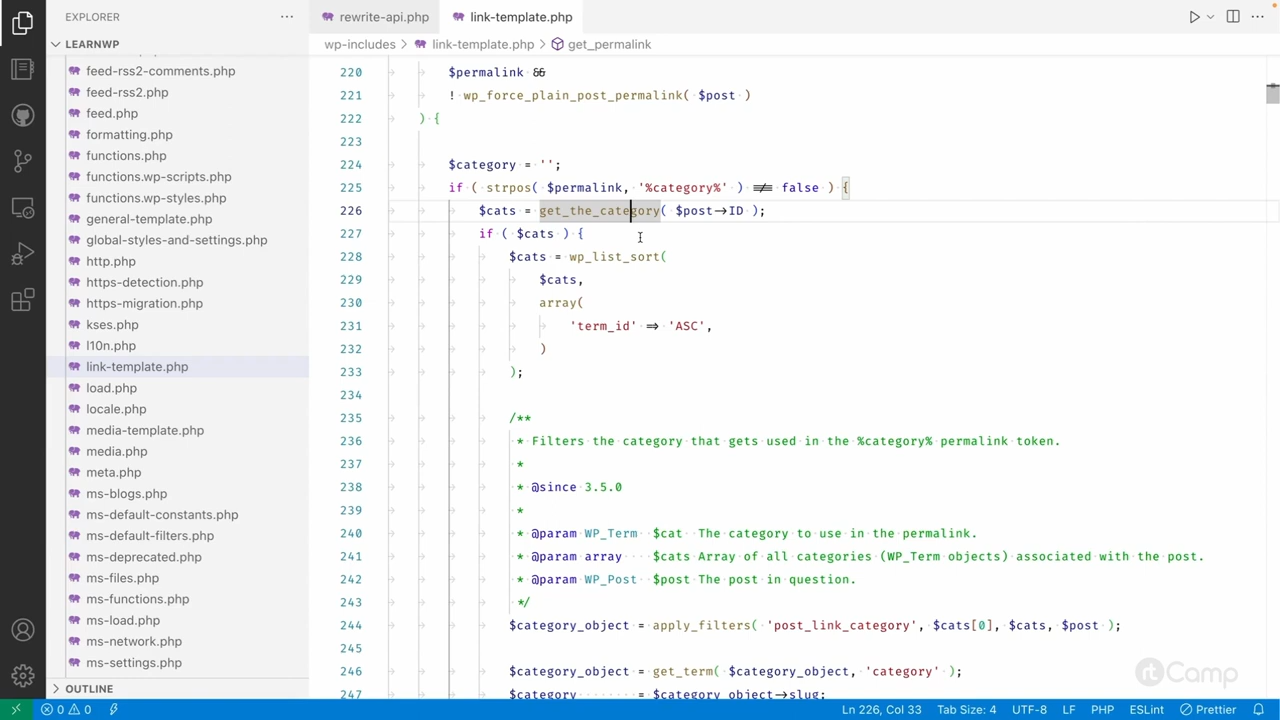 EXPLORER
LEARNWP
feed-rss2-comments.php
feed-rss2.php
feed.php
formatting.php
functions.php
functions.wp-scripts.php
functions.wp-styles.php
general-template.php
global-styles-and-settings.php
http.php
https-detection.php
https-migration.php
kses.php
l10n.php
link-template.php
load.php
locale.php
media-template.php
media.php
meta.php
ms-blogs.php
ms-default-constants.php
ms-default-filters.php
ms-deprecated.php
ms-files.php
ms-functions.php
ms-load.php
ms-network.php
ms-settings.php
OUTLINE
rewrite-api.php link-template.php
wp-includes > link-template.php > get_permalink
220 $permalink &&
221 ! wp_force_plain_post_permalink( $post )
222 ) {
223
224 $category = '';
225 if ( strpos( $permalink, '%category%' ) !== false ) {
226 $cats = get_the_category( $post->ID );
227 if ( $cats ) {
228 $cats = wp_list_sort(
229 $cats,
230 array(
231 'term_id' => 'ASC',
232 )
233 );
234
235 /**
236 * Filters the category that gets used in the %category% permalink token.
237 *
238 * @since 3.5.0
239 *
240 * @param WP_Term $cat The category to use in the permalink.
241 * @param array $cats Array of all categories (WP_Term objects) associated with the post.
242 * @param WP_Post $post The post in question.
243 */
244 $category_object = apply_filters( 'post_link_category', $cats[0], $cats, $post );
245
246 $category_object = get_term( $category_object, 'category' );
247 $category = $category_object->slug;
rtCamp
0 0 Ln 226, Col 33 Tab Size: 4 UTF-8 LF PHP ESLint Prettier